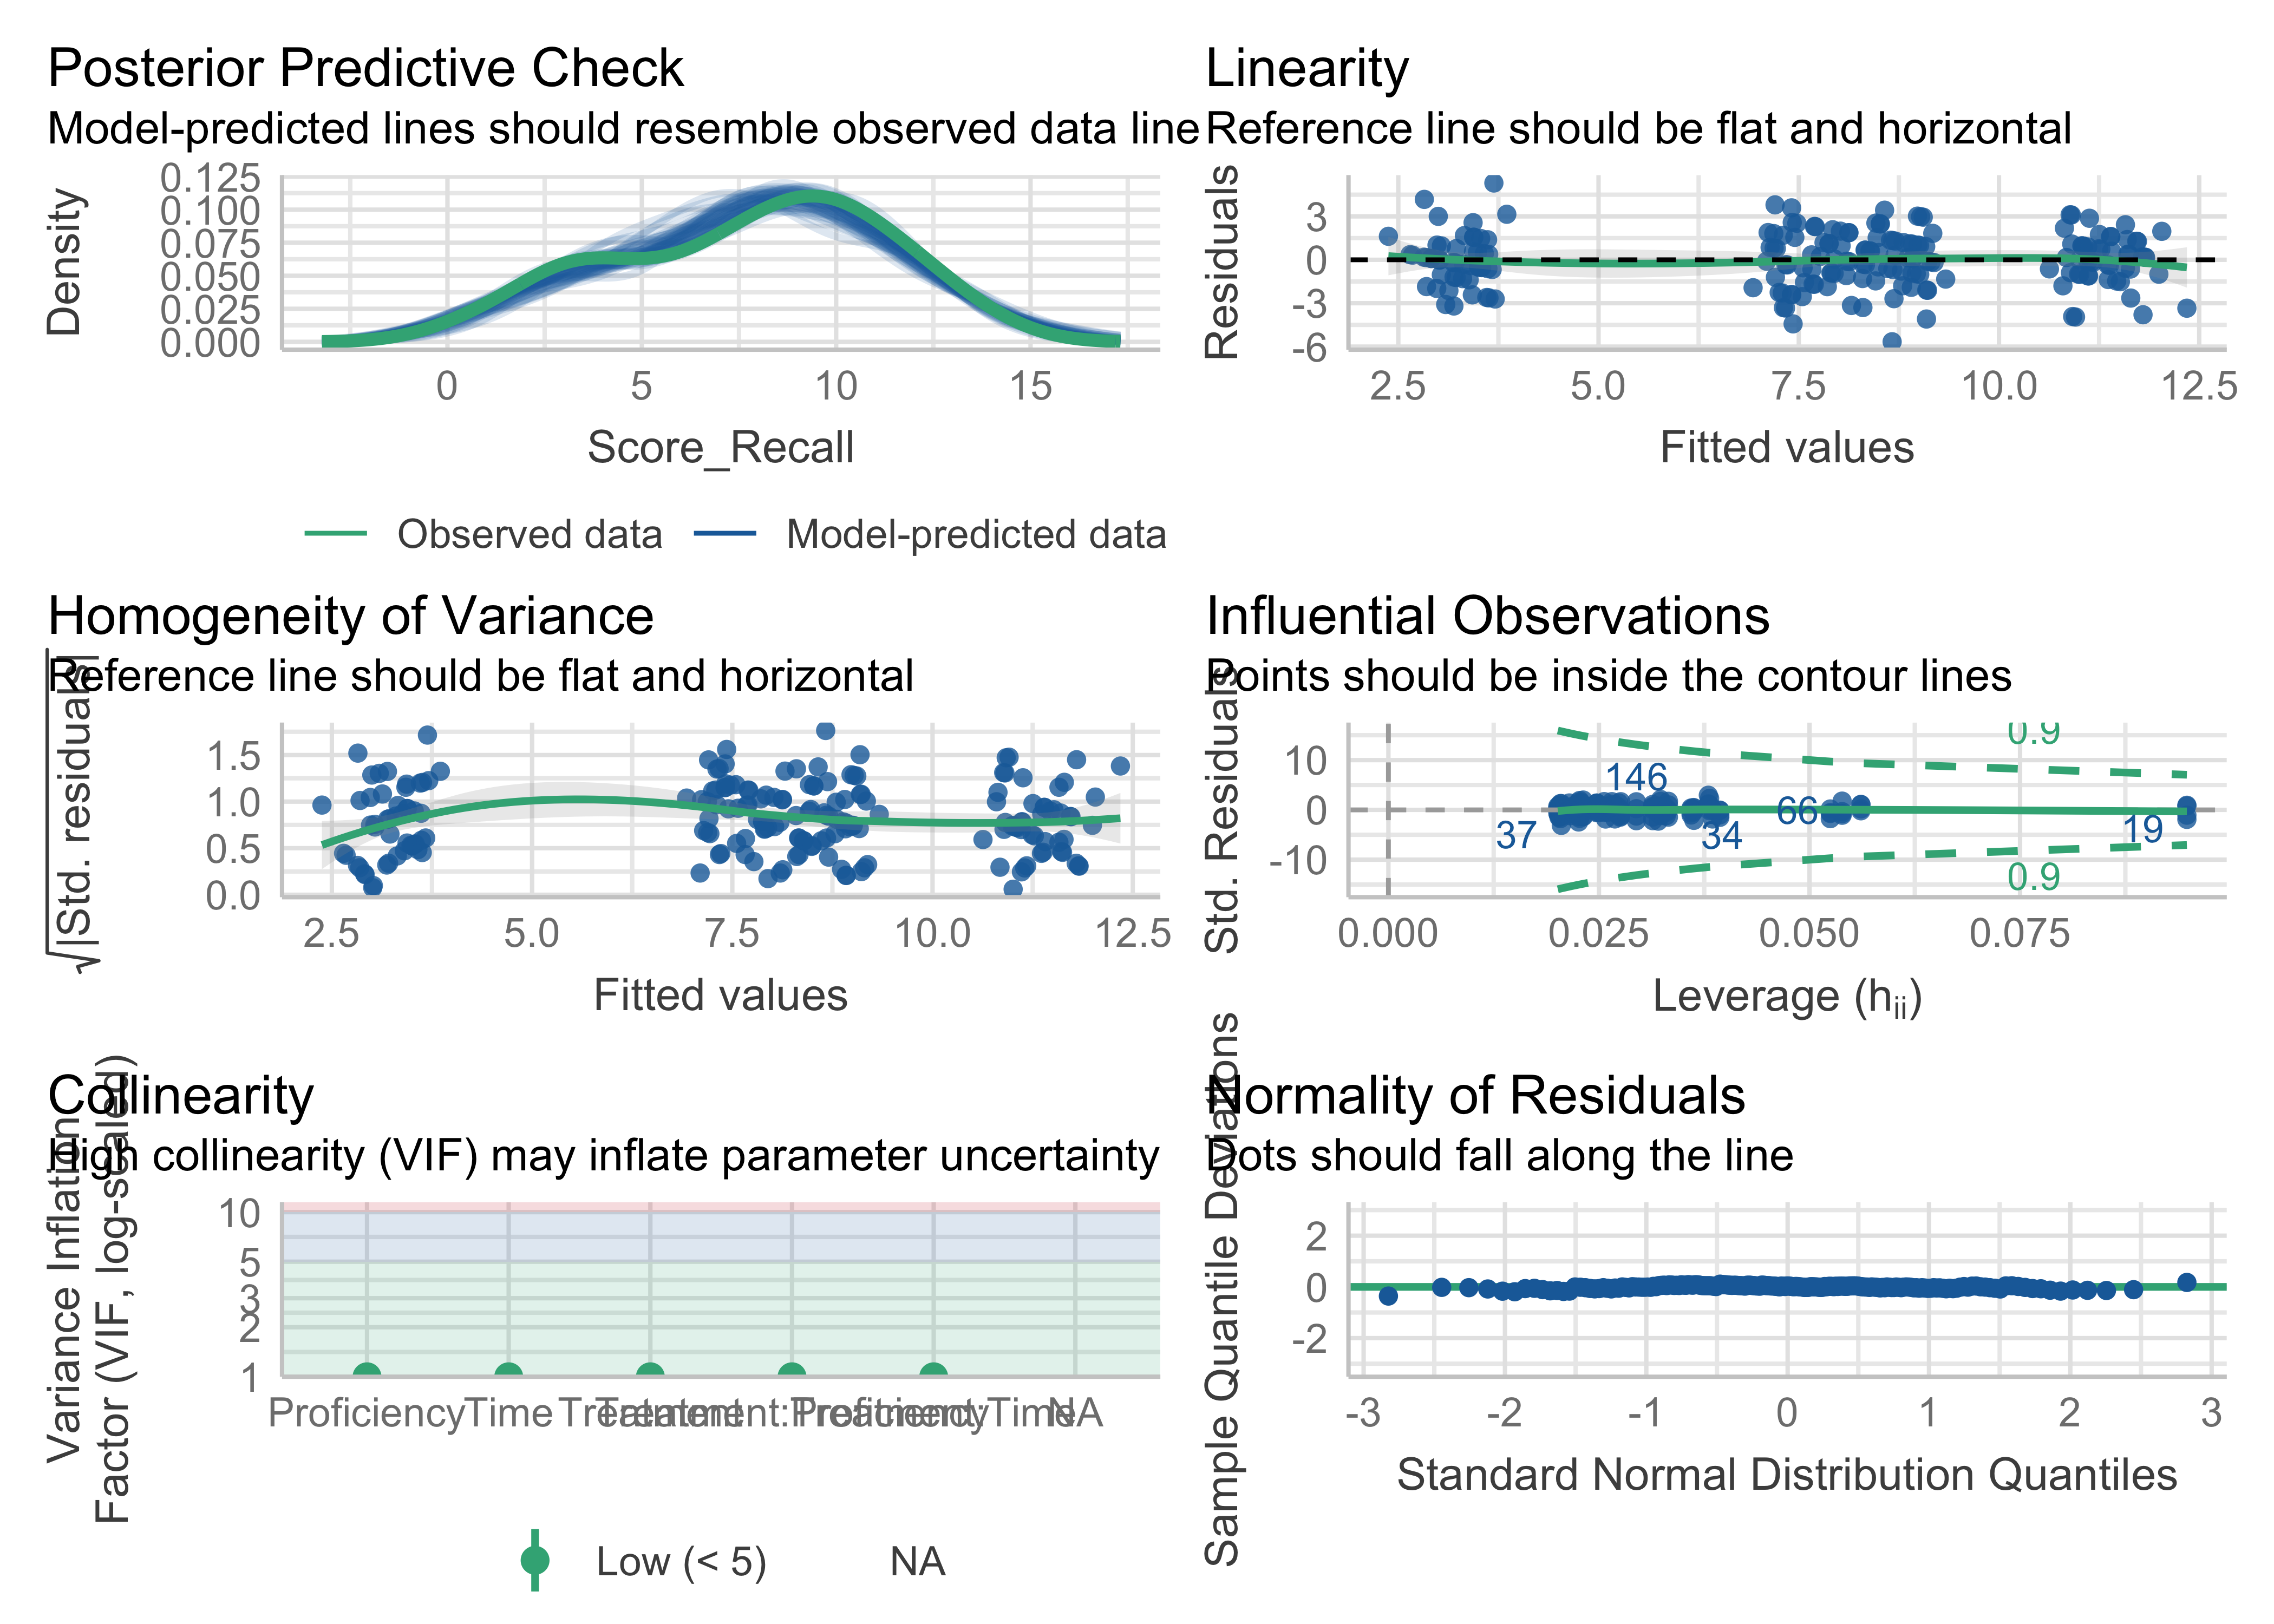 Posterior Predictive Check
Model-predicted lines should resemble observed data line
Density
0.125
0.100
0.075
0.050
0.025
0.000
0 5 10 15
Score_Recall
Observed data Model-predicted data
Linearity
Reference line should be flat and horizontal
Residuals
3
0
-3
-6
2.5 5.0 7.5 10.0 12.5
Fitted values
Homogeneity of Variance
Reference line should be flat and horizontal
√|Std. residuals|
1.5
1.0
0.5
0.0
2.5 5.0 7.5 10.0 12.5
Fitted values
Influential Observations
Points should be inside the contour lines
Std. Residuals
10
0
-10
0.9
146
37
34
66
19
0.9
0.000 0.025 0.050 0.075
Leverage (hii)
Collinearity
High collinearity (VIF) may inflate parameter uncertainty
Variance Inflation
Factor (VIF, log-scaled)
10
5
3
2
1
Proficiency Time Treatment Treatment:Proficiency Treatment:Time NA
Low (< 5) NA
Normality of Residuals
Dots should fall along the line
Sample Quantile Deviations
2
0
-2
-3 -2 -1 0 1 2 3
Standard Normal Distribution Quantiles